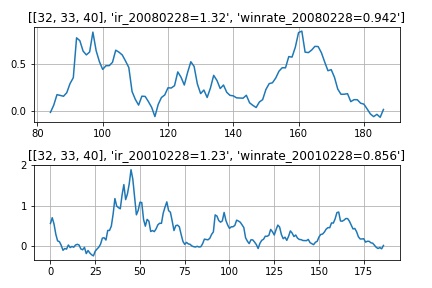 [[32, 33, 40], 'ir_20080228=1.32', 'winrate_20080228=0.942']
0.5
0.0
80 100 120 140 160 180
[[32, 33, 40], 'ir_20010228=1.23', 'winrate_20010228=0.856']
2
1
0
0 25 50 75 100 125 150 175